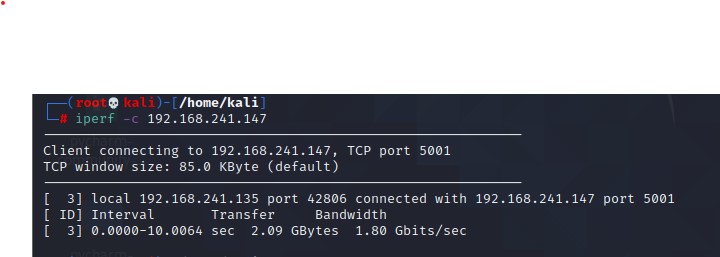 ┌──(root💀kali)-[/home/kali]
└─# iperf -c 192.168.241.147
Client connecting to 192.168.241.147, TCP port 5001
TCP window size: 85.0 KByte (default)
[  3] local 192.168.241.135 port 42806 connected with 192.168.241.147 port 5001
[ ID] Interval       Transfer     Bandwidth
[  3] 0.0000-10.0064 sec  2.09 GBytes  1.80 Gbits/sec